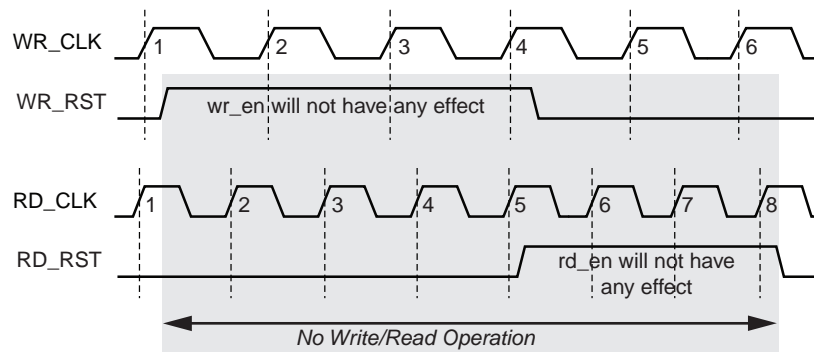 WR_CLK 1 2 3 4 5 6
WR_RST wr_en will not have any effect
RD_CLK 1 2 3 4 5 6 7 8
RD_RST rd_en will not have
any effect
No Write/Read Operation